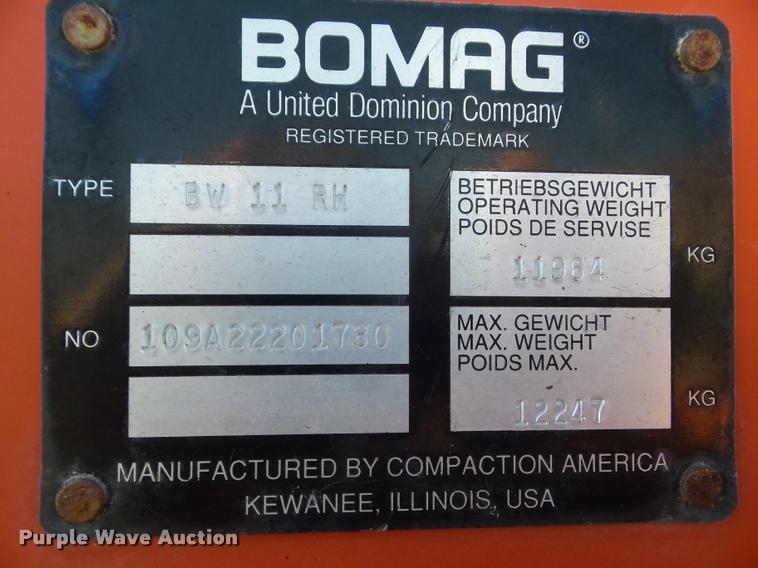 BOMAG®
A United Dominion Company
REGISTERED TRADEMARK
TYPE BW 11 RH
NO 109A22201730
BETRIEBSGEWICHT
OPERATING WEIGHT
POIDS DE SERVISE
11964 KG
MAX. GEWICHT
MAX. WEIGHT
POIDS MAX.
12247 KG
MANUFACTURED BY COMPACTION AMERICA
KEWANEE, ILLINOIS, USA
Purple Wave Auction